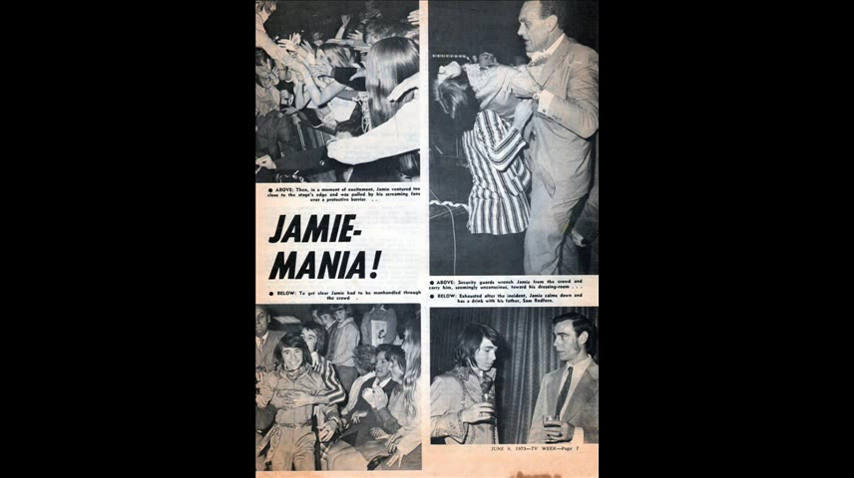 ● ABOVE: Then, in a moment of excitement, Jamie ventured too
close to the stage's edge and was pulled by his screaming fans
over a protective barrier . . .
JAMIE-
MANIA!
● BELOW: To get clear Jamie had to be manhandled through
the crowd .
● ABOVE: Security guards wrench Jamie from the crowd and
carry him, seemingly unconscious, toward his dressing-room . . .
● BELOW: Exhausted after the incident, Jamie calms down and
has a drink with his father, Sam Redfern.
JUNE 9, 1973—TV WEEK—Page 7